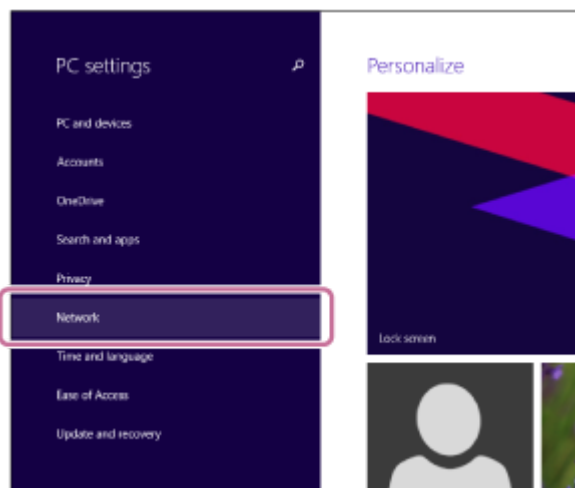 PC settings
Personalize
PC and devices
Accounts
OneDrive
Search and apps
Privacy
Network
Lock screen
Time and language
Ease of Access
Update and recovery